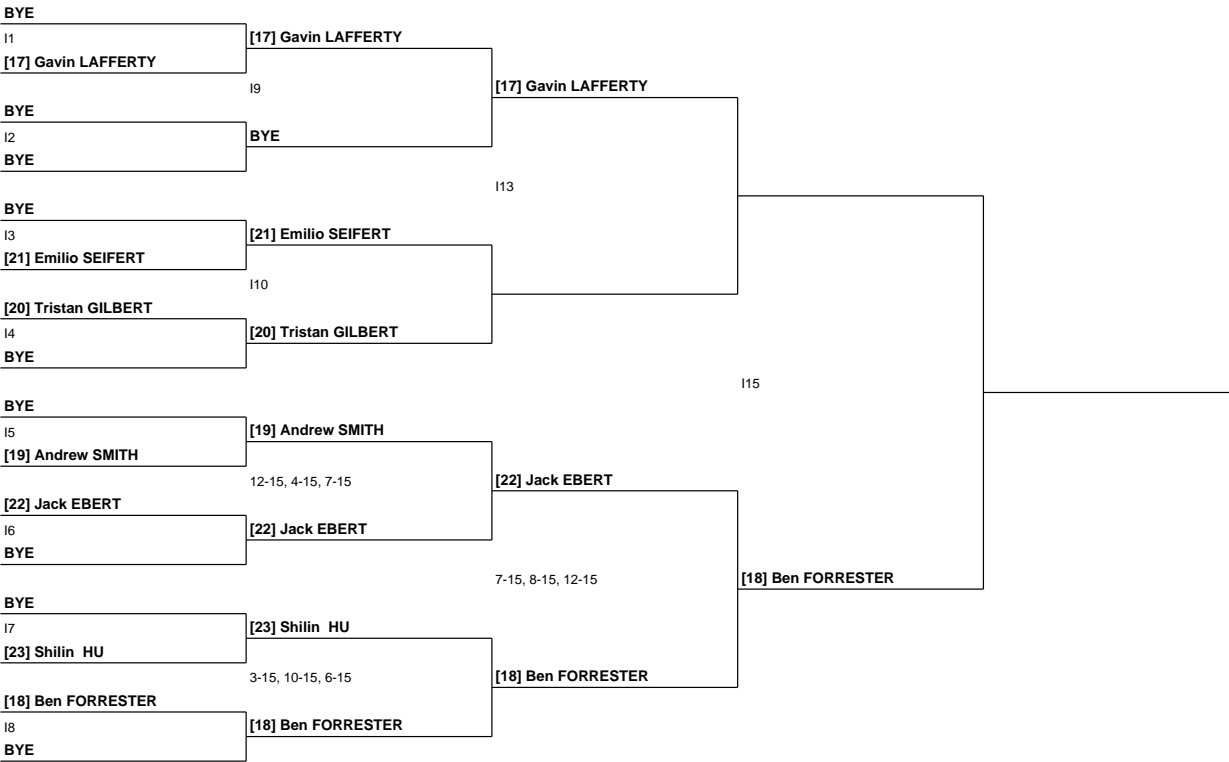 BYE
I1
[17] Gavin LAFFERTY
BYE
I2
BYE
BYE
I3
[21] Emilio SEIFERT
[20] Tristan GILBERT
I4
BYE
BYE
I5
[19] Andrew SMITH
[22] Jack EBERT
I6
BYE
BYE
I7
[23] Shilin  HU
[18] Ben FORRESTER
I8
BYE
[17] Gavin LAFFERTY
I9
BYE
[21] Emilio SEIFERT
I10
[20] Tristan GILBERT
[19] Andrew SMITH
12-15, 4-15, 7-15
[22] Jack EBERT
[23] Shilin  HU
3-15, 10-15, 6-15
[18] Ben FORRESTER
[17] Gavin LAFFERTY
I13
[22] Jack EBERT
7-15, 8-15, 12-15
[18] Ben FORRESTER
I15
[18] Ben FORRESTER